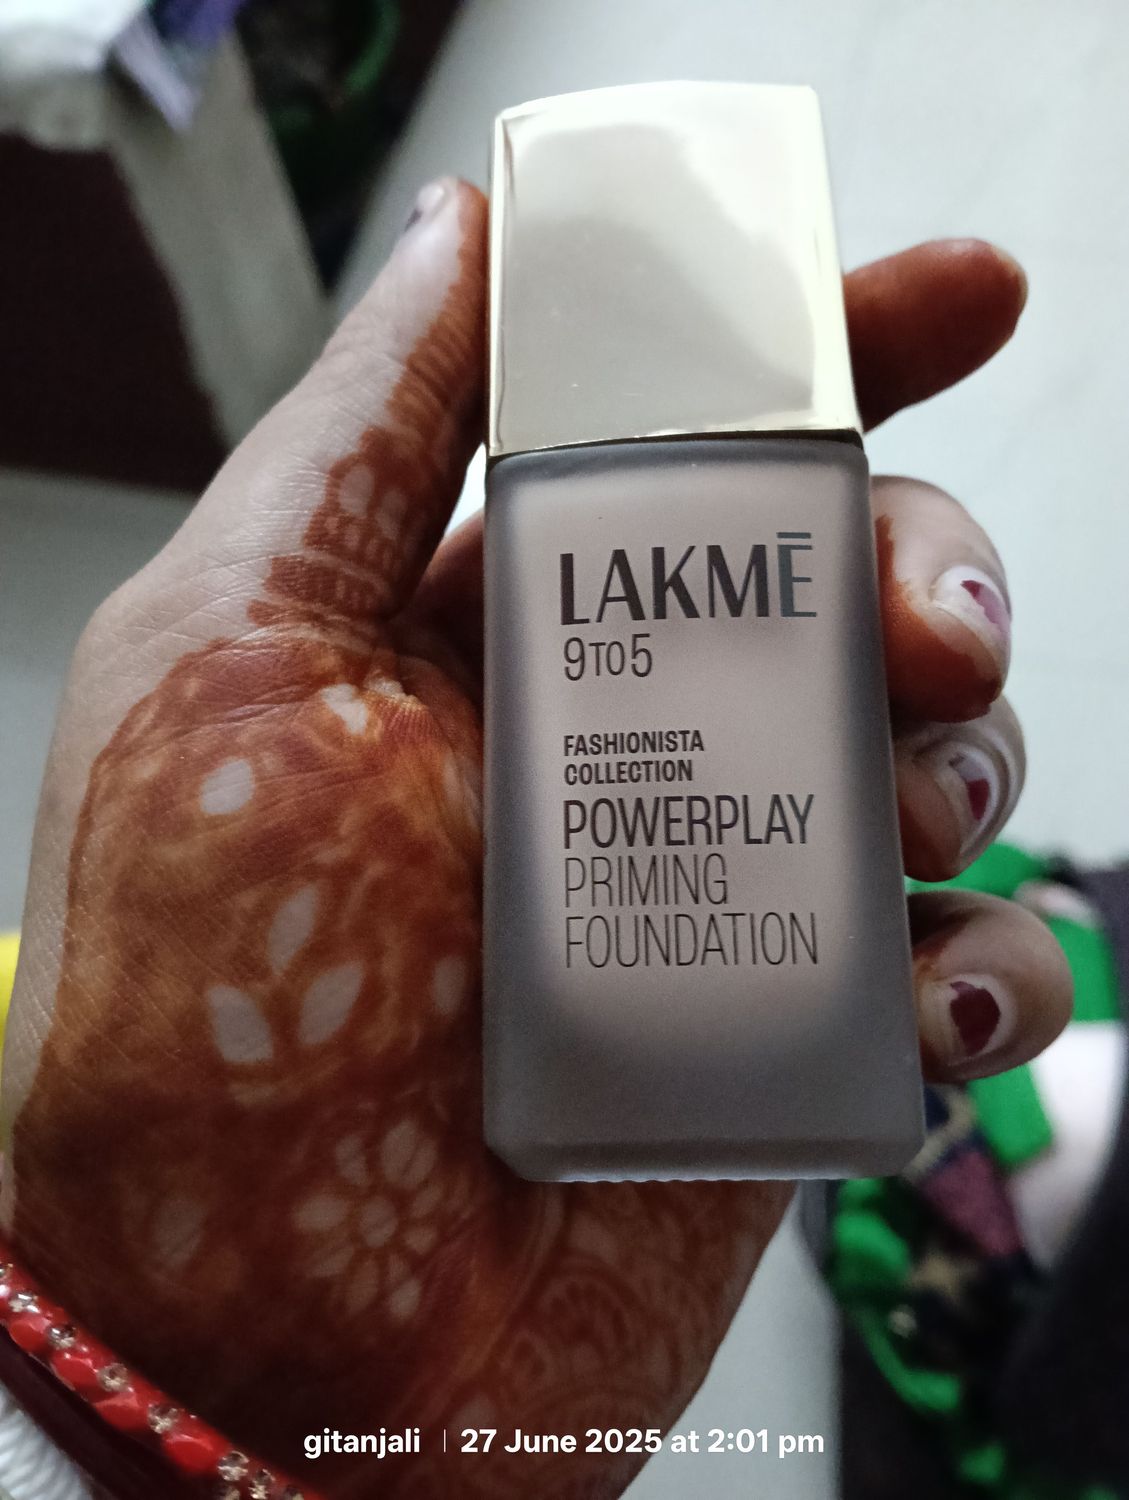 LAKMĒ
9TO5
FASHIONISTA
COLLECTION
POWERPLAY
PRIMING
FOUNDATION
gitanjali | 27 June 2025 at 2:01 pm